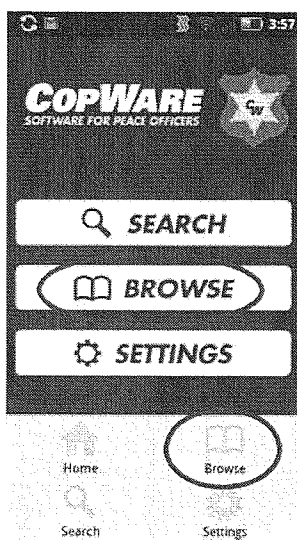 3:57
COPWARE
SOFTWARE FOR PEACE OFFICERS
CW
SEARCH
BROWSE
SETTINGS
Home
Browse
Search
Settings